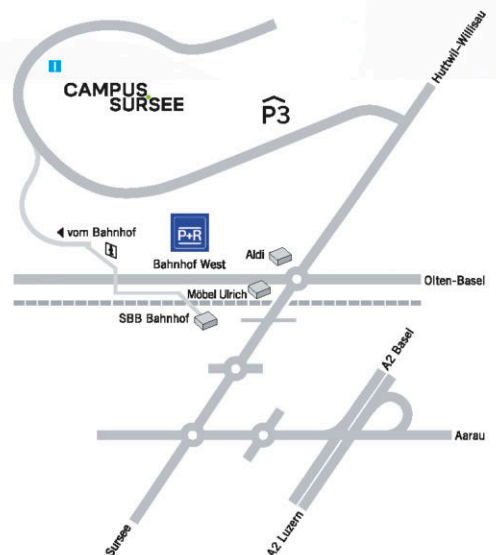 Huttwil-Willisau
i
CAMPUS
SURSEE
P3
vom Bahnhof
P+R
Bahnhof West
Aldi
Olten-Basel
Möbel Ulrich
SBB Bahnhof
A2 Basel
Aarau
Sursee
A2 Luzern